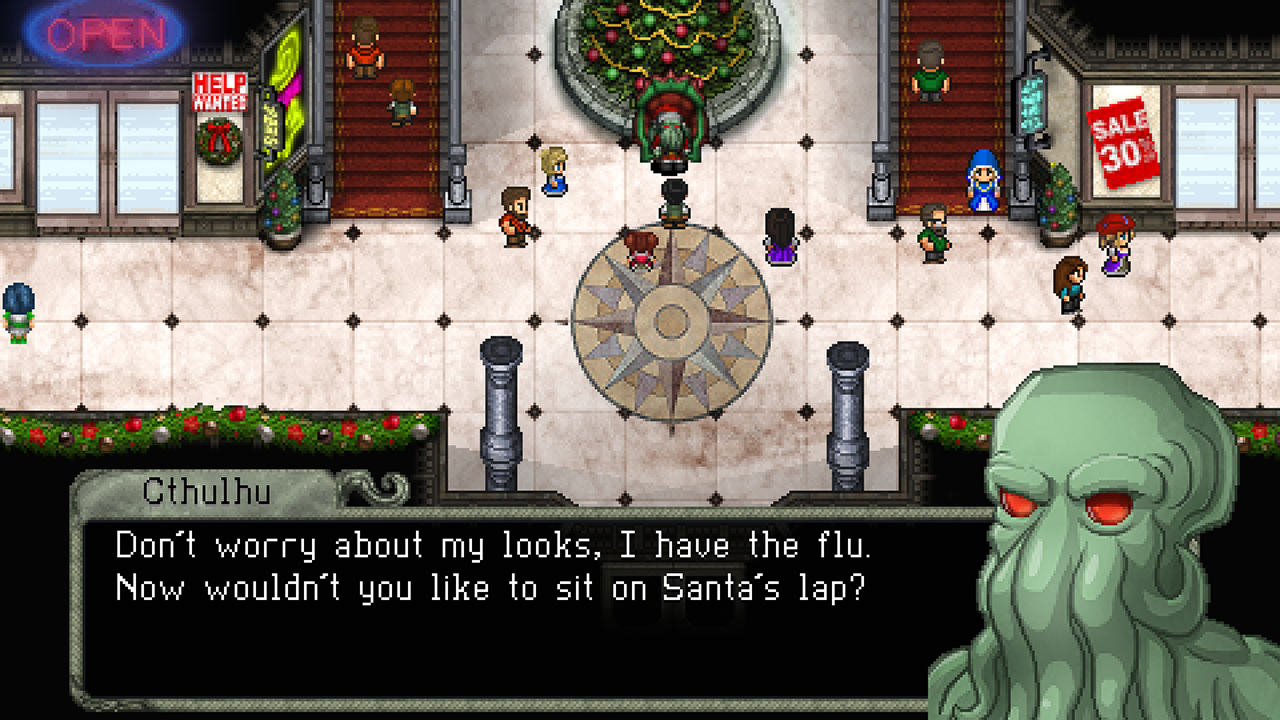 OPEN
HELP
WANTED
SALE
30%
Cthulhu
Don't worry about my looks, I have the flu.
Now wouldn't you like to sit on Santa's lap?